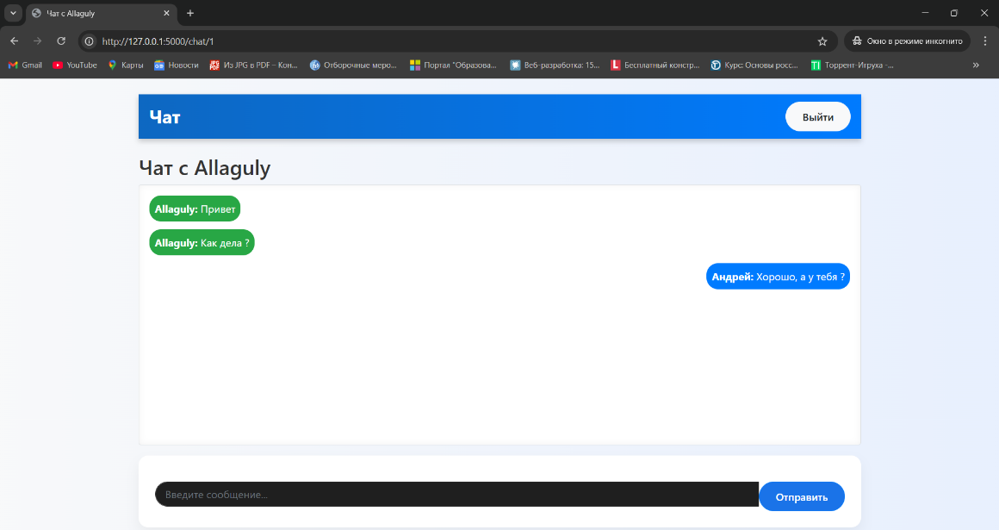 Чат с Allaguly
http://127.0.0.1:5000/chat/1
Окно в режиме инкогнито
Gmail
YouTube
Карты
Новости
Из JPG в PDF – Кон...
Отборочные меро...
Портал "Образова...
Веб-разработка: 15...
Бесплатный констр...
Курс: Основы росс...
Торрент-Игруха -...
Чат
Выйти
Чат с Allaguly
Allaguly: Привет
Allaguly: Как дела ?
Андрей: Хорошо, а у тебя ?
Введите сообщение...
Отправить